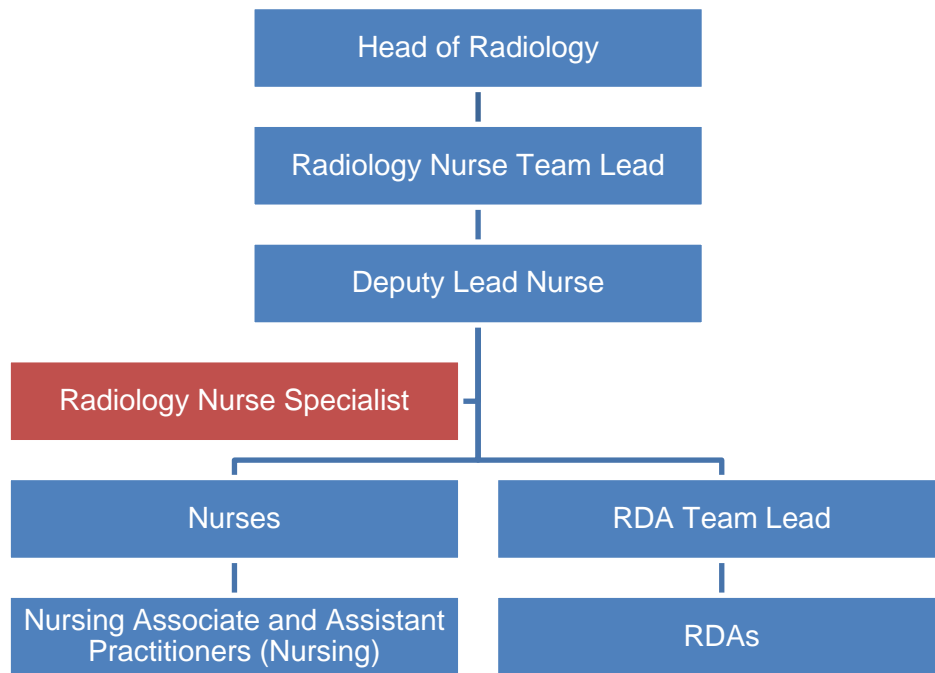 Head of Radiology
Radiology Nurse Team Lead
Deputy Lead Nurse
Radiology Nurse Specialist
Nurses
RDA Team Lead
Nursing Associate and Assistant
Practitioners (Nursing)
RDAs